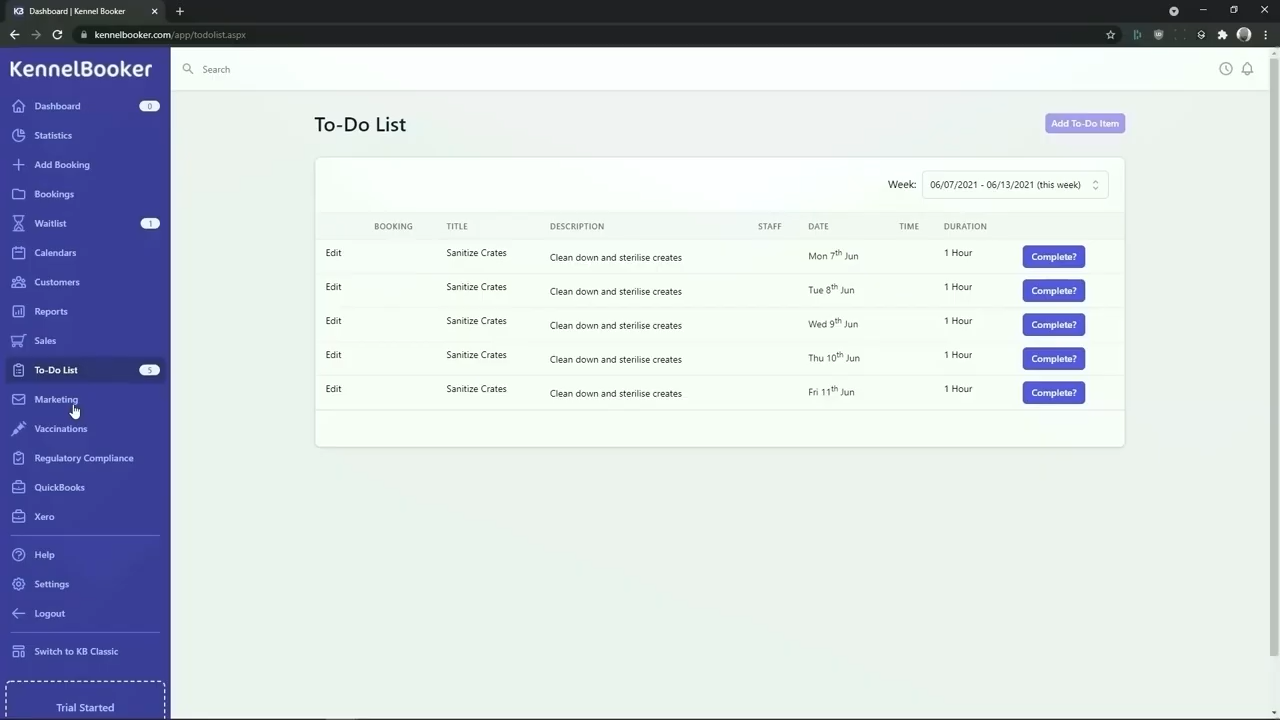 Dashboard | Kennel Booker
kennelbooker.com/app/todolist.aspx
KennelBooker
Search
Dashboard 0
Statistics
Add Booking
Bookings
Waitlist 1
Calendars
Customers
Reports
Sales
To-Do List 5
Marketing
Vaccinations
Regulatory Compliance
QuickBooks
Xero
Help
Settings
Logout
Switch to KB Classic
Trial Started
To-Do List
Add To-Do Item
Week: 06/07/2021 - 06/13/2021 (this week)
BOOKING TITLE DESCRIPTION STAFF DATE TIME DURATION
Edit Sanitize Crates Clean down and sterilise creates Mon 7th Jun 1 Hour Complete?
Edit Sanitize Crates Clean down and sterilise creates Tue 8th Jun 1 Hour Complete?
Edit Sanitize Crates Clean down and sterilise creates Wed 9th Jun 1 Hour Complete?
Edit Sanitize Crates Clean down and sterilise creates Thu 10th Jun 1 Hour Complete?
Edit Sanitize Crates Clean down and sterilise creates Fri 11th Jun 1 Hour Complete?